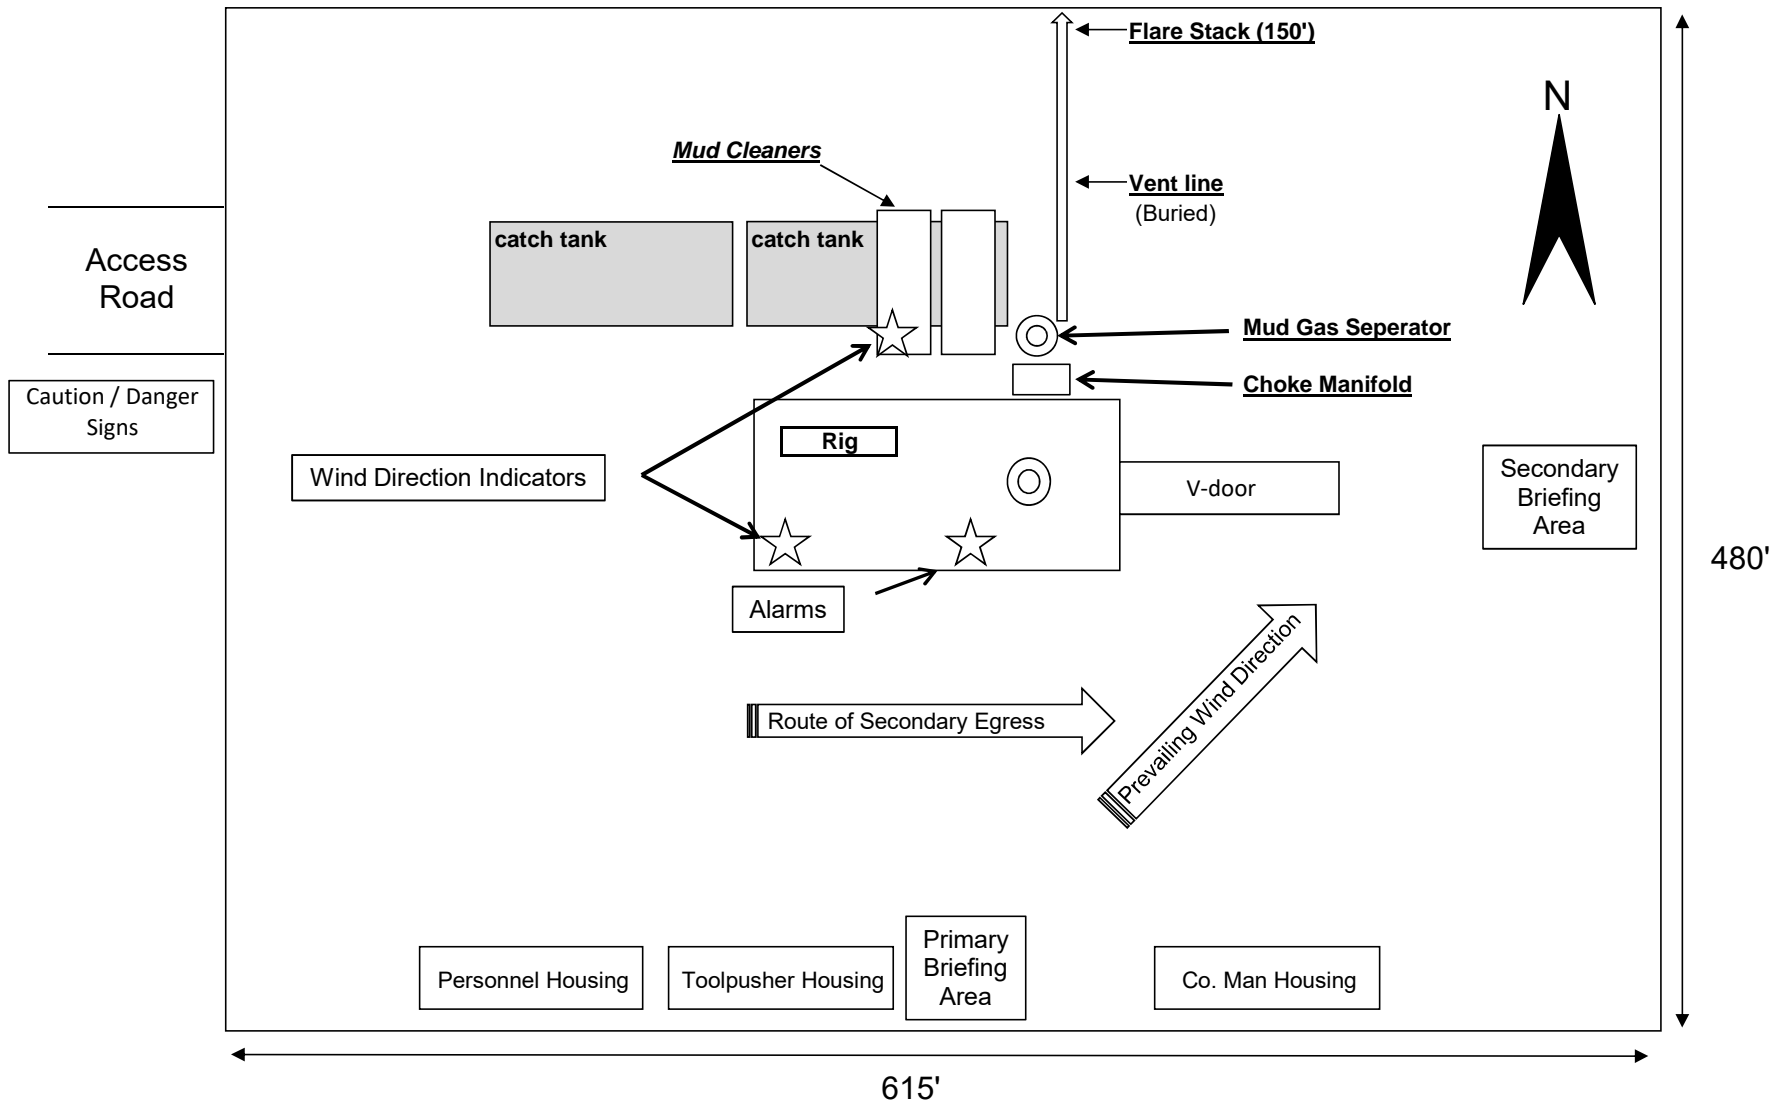 Flare Stack (150')
N
Mud Cleaners
Vent line
(Buried)
catch tank
catch tank
Access
Road
Mud Gas Seperator
Choke Manifold
Caution / Danger
Signs
Rig
Wind Direction Indicators
V-door
Secondary
Briefing
Area
480'
Alarms
Prevailing Wind Direction
Route of Secondary Egress
Primary
Briefing
Area
Personnel Housing
Toolpusher Housing
Co. Man Housing
615'